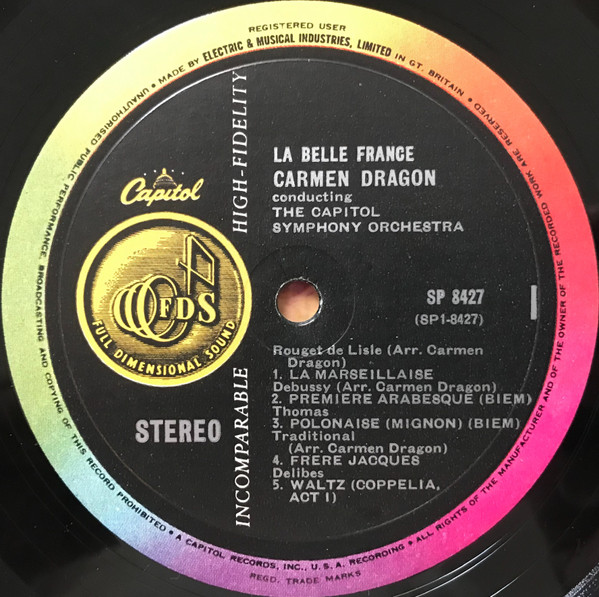 REGISTERED USER
• MADE BY ELECTRIC & MUSICAL INDUSTRIES, LIMITED IN GT. BRITAIN •
ALL RIGHTS OF THE MANUFACTURER AND OF THE OWNER OF THE RECORDED WORK ARE RESERVED
UNAUTHORISED PUBLIC PERFORMANCE, BROADCASTING AND COPYING OF THIS RECORD PROHIBITED
• A CAPITOL RECORDS, INC., U.S.A. RECORDING •
REGD. TRADE MARKS
Capitol
FDS
FULL DIMENSIONAL SOUND
STEREO
INCOMPARABLE HIGH-FIDELITY
LA BELLE FRANCE
CARMEN DRAGON
conducting
THE CAPITOL
SYMPHONY ORCHESTRA
SP 8427
1
(SP1-8427)
Rouget de Lisle (Arr. Carmen
Dragon)
1. LA MARSEILLAISE
Debussy (Arr. Carmen Dragon)
2. PREMIERE ARABESQUE (BIEM)
Thomas
3. POLONAISE (MIGNON) (BIEM)
Traditional
(Arr. Carmen Dragon)
4. FRERE JACQUES
Delibes
5. WALTZ (COPPELIA,
ACT I)